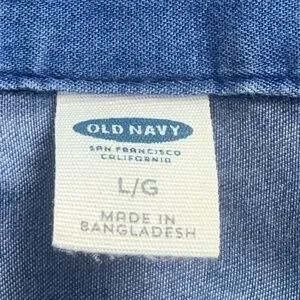 OLD NAVY
SAN FRANCISCO
CALIFORNIA
L/G
MADE IN
BANGLADESH